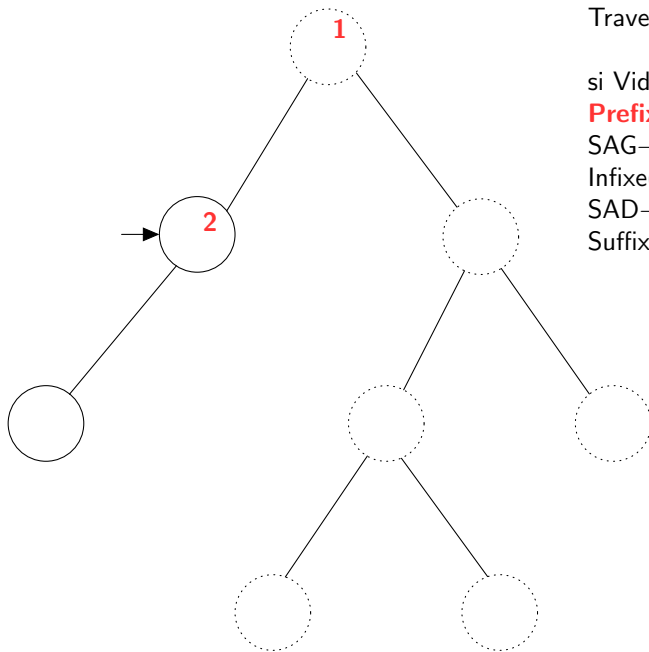 1
Trave
si Vid
Prefix
SAG–
2
Infixe
SAD–
Suffix